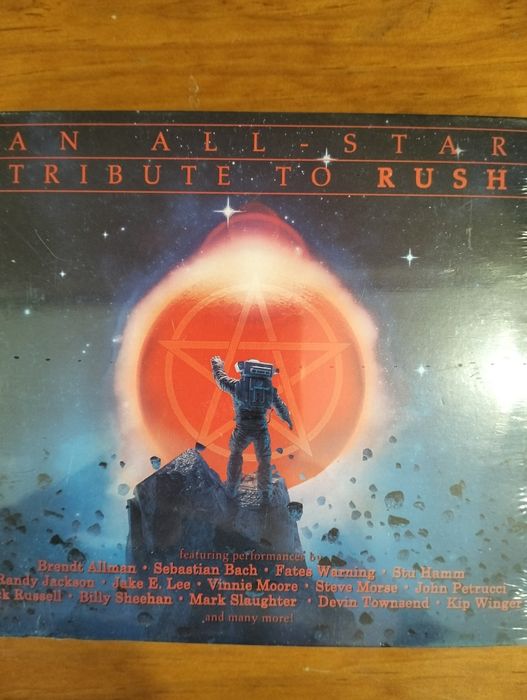 AN ALL-STAR
TRIBUTE TO RUSH
featuring performances by
Brendt Allman • Sebastian Bach • Fates Warning • Stu Hamm
Randy Jackson • Jake E. Lee • Vinnie Moore • Steve Morse • John Petrucci
ck Russell • Billy Sheehan • Mark Slaughter • Devin Townsend • Kip Winger
and many more!